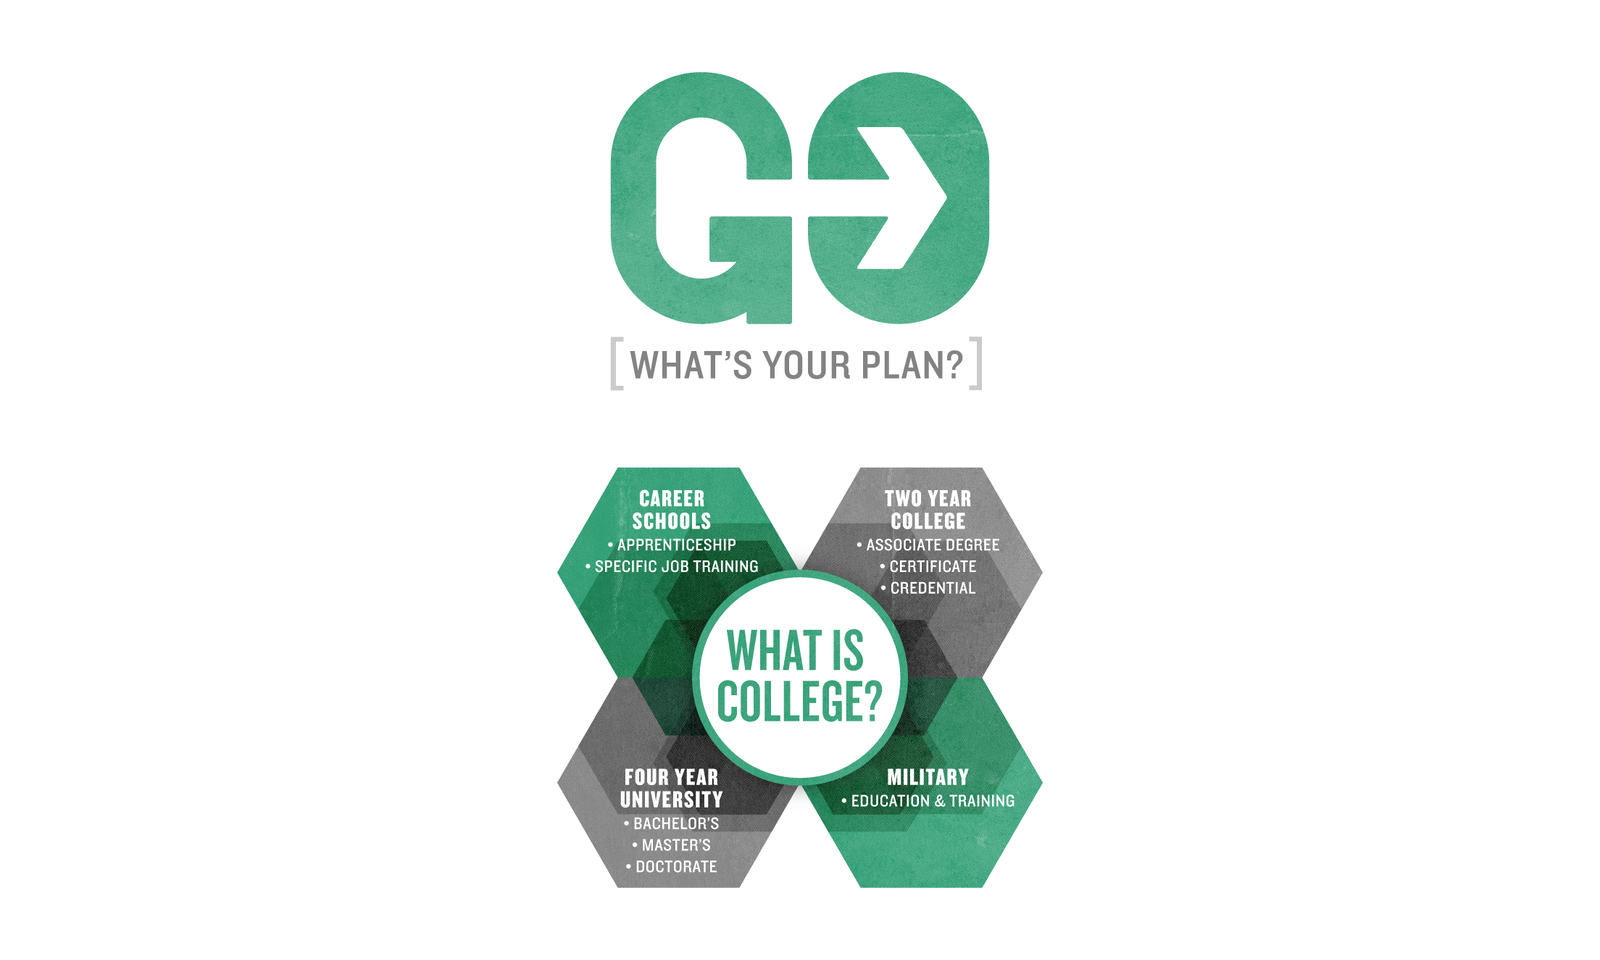 GO
[WHAT'S YOUR PLAN?]
CAREER
SCHOOLS
• APPRENTICESHIP
• SPECIFIC JOB TRAINING
TWO YEAR
COLLEGE
• ASSOCIATE DEGREE
• CERTIFICATE
• CREDENTIAL
WHAT IS
COLLEGE?
FOUR YEAR
UNIVERSITY
• BACHELOR'S
• MASTER'S
• DOCTORATE
MILITARY
• EDUCATION & TRAINING